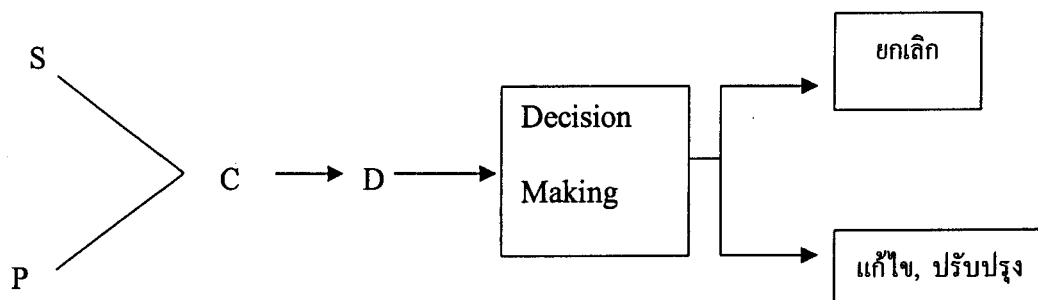 S
P
C
D
Decision
Making
ยกเลิก
แก้ไข, ปรับปรุง